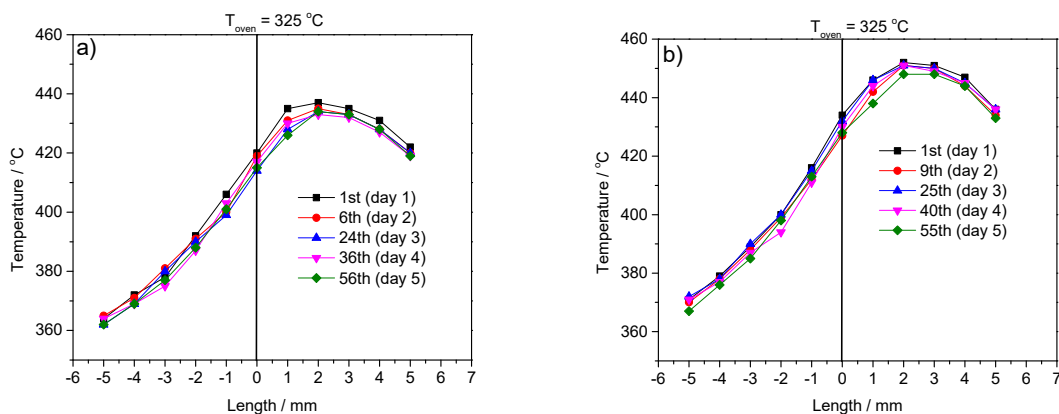 T_oven = 325 °C
a)
460
440
420
400
380
360
Temperature / °C
1st (day 1)
6th (day 2)
24th (day 3)
36th (day 4)
56th (day 5)
-6 -5 -4 -3 -2 -1 0 1 2 3 4 5 6 7
Length / mm
T_oven = 325 °C
b)
460
440
420
400
380
360
Temperature / °C
1st (day 1)
9th (day 2)
25th (day 3)
40th (day 4)
55th (day 5)
-6 -5 -4 -3 -2 -1 0 1 2 3 4 5 6 7
Length / mm